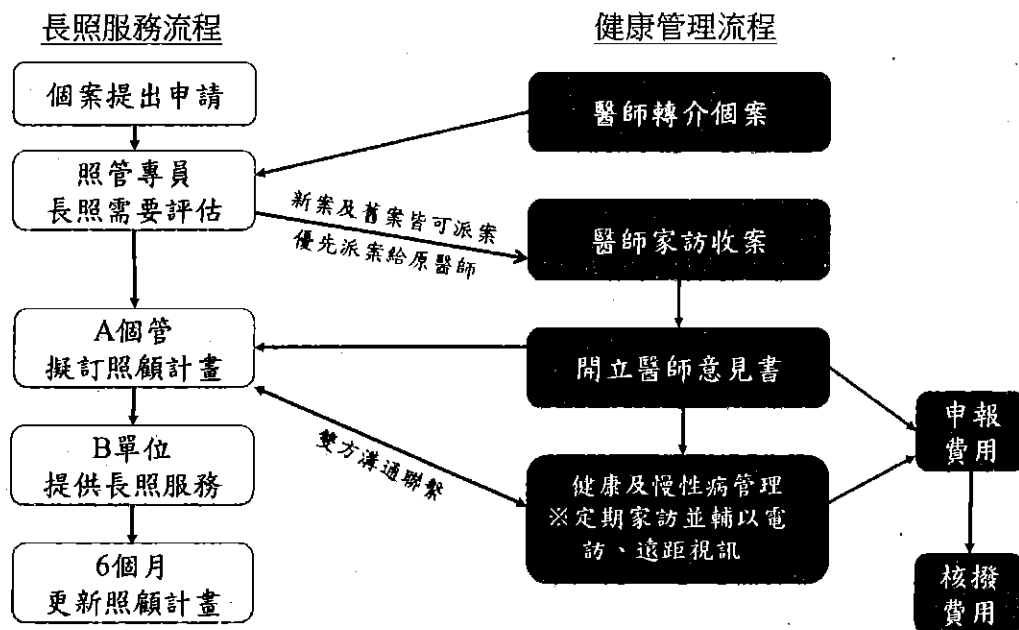 長照服務流程
個案提出申請
照管專員
長照需要評估
A個管
擬訂照顧計畫
B單位
提供長照服務
6個月
更新照顧計畫
新案及舊案皆可派案
優先派案給原醫師
雙方溝通聯繫
健康管理流程
醫師轉介個案
醫師家訪收案
開立醫師意見書
健康及慢性病管理
※定期家訪並輔以電
訪、遠距視訊
申報
費用
核撥
費用